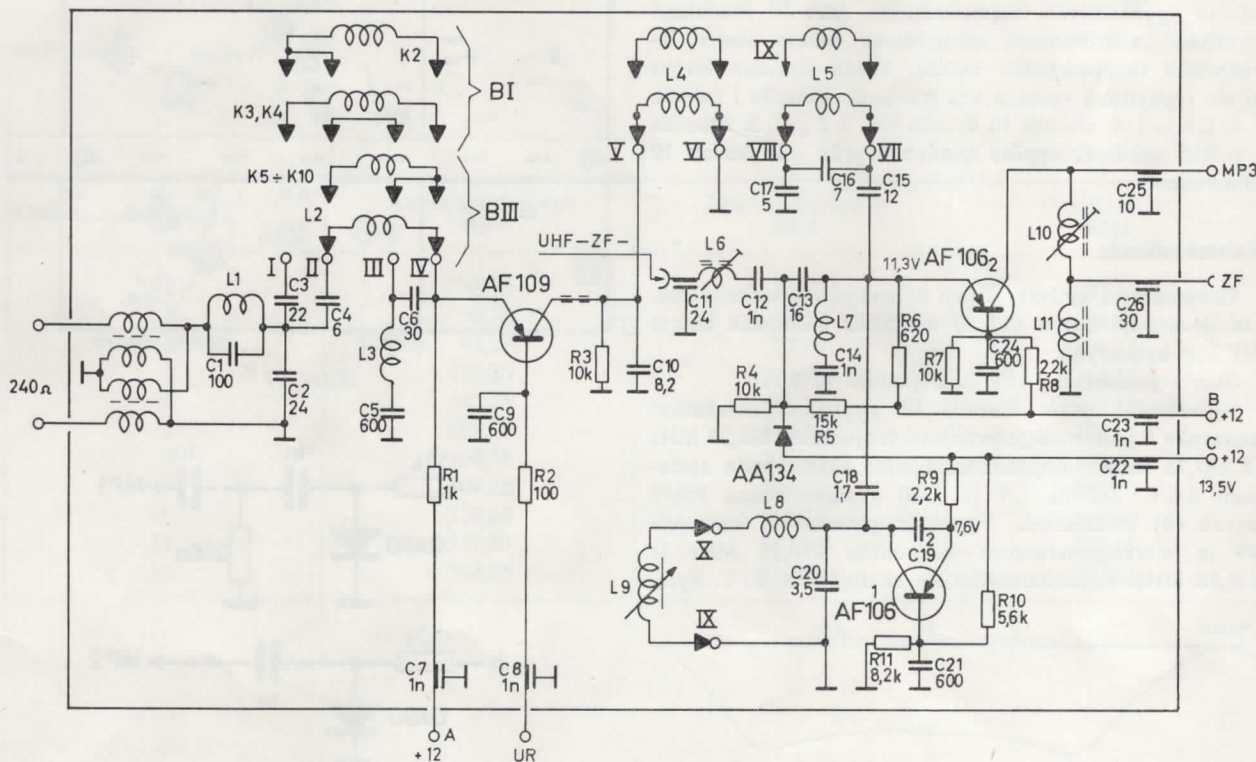 K2
BI
K3, K4
K5÷K10
BIII
L2
I
II
III
IV
L1
C3
22
C4
6
C6
30
L3
C1
100
C2
24
C5
600
240Ω
AF109
C9
600
R1
1k
R2
100
C7
1n
C8
1n
A
+12
UR
UHF-ZF-
L4
IX
L5
V
VI
VIII
VII
C17
5
C16
7
C15
12
L6
C11
24
C12
1n
C13
16
R3
10k
C10
8,2
L7
C14
1n
R4
10k
15k
R5
AA134
C18
1,7
11,3V
AF106₂
R6
620
R7
10k
C24
600
2,2k
R8
L10
L11
C25
10
MP3
ZF
C26
30
B
+12
C23
1n
+12
C22
1n
13,5V
R9
2,2k
L8
X
L9
IX
C20
3,5
2
C19
7,6V
1
AF106
R10
5,6k
R11
8,2k
C21
600